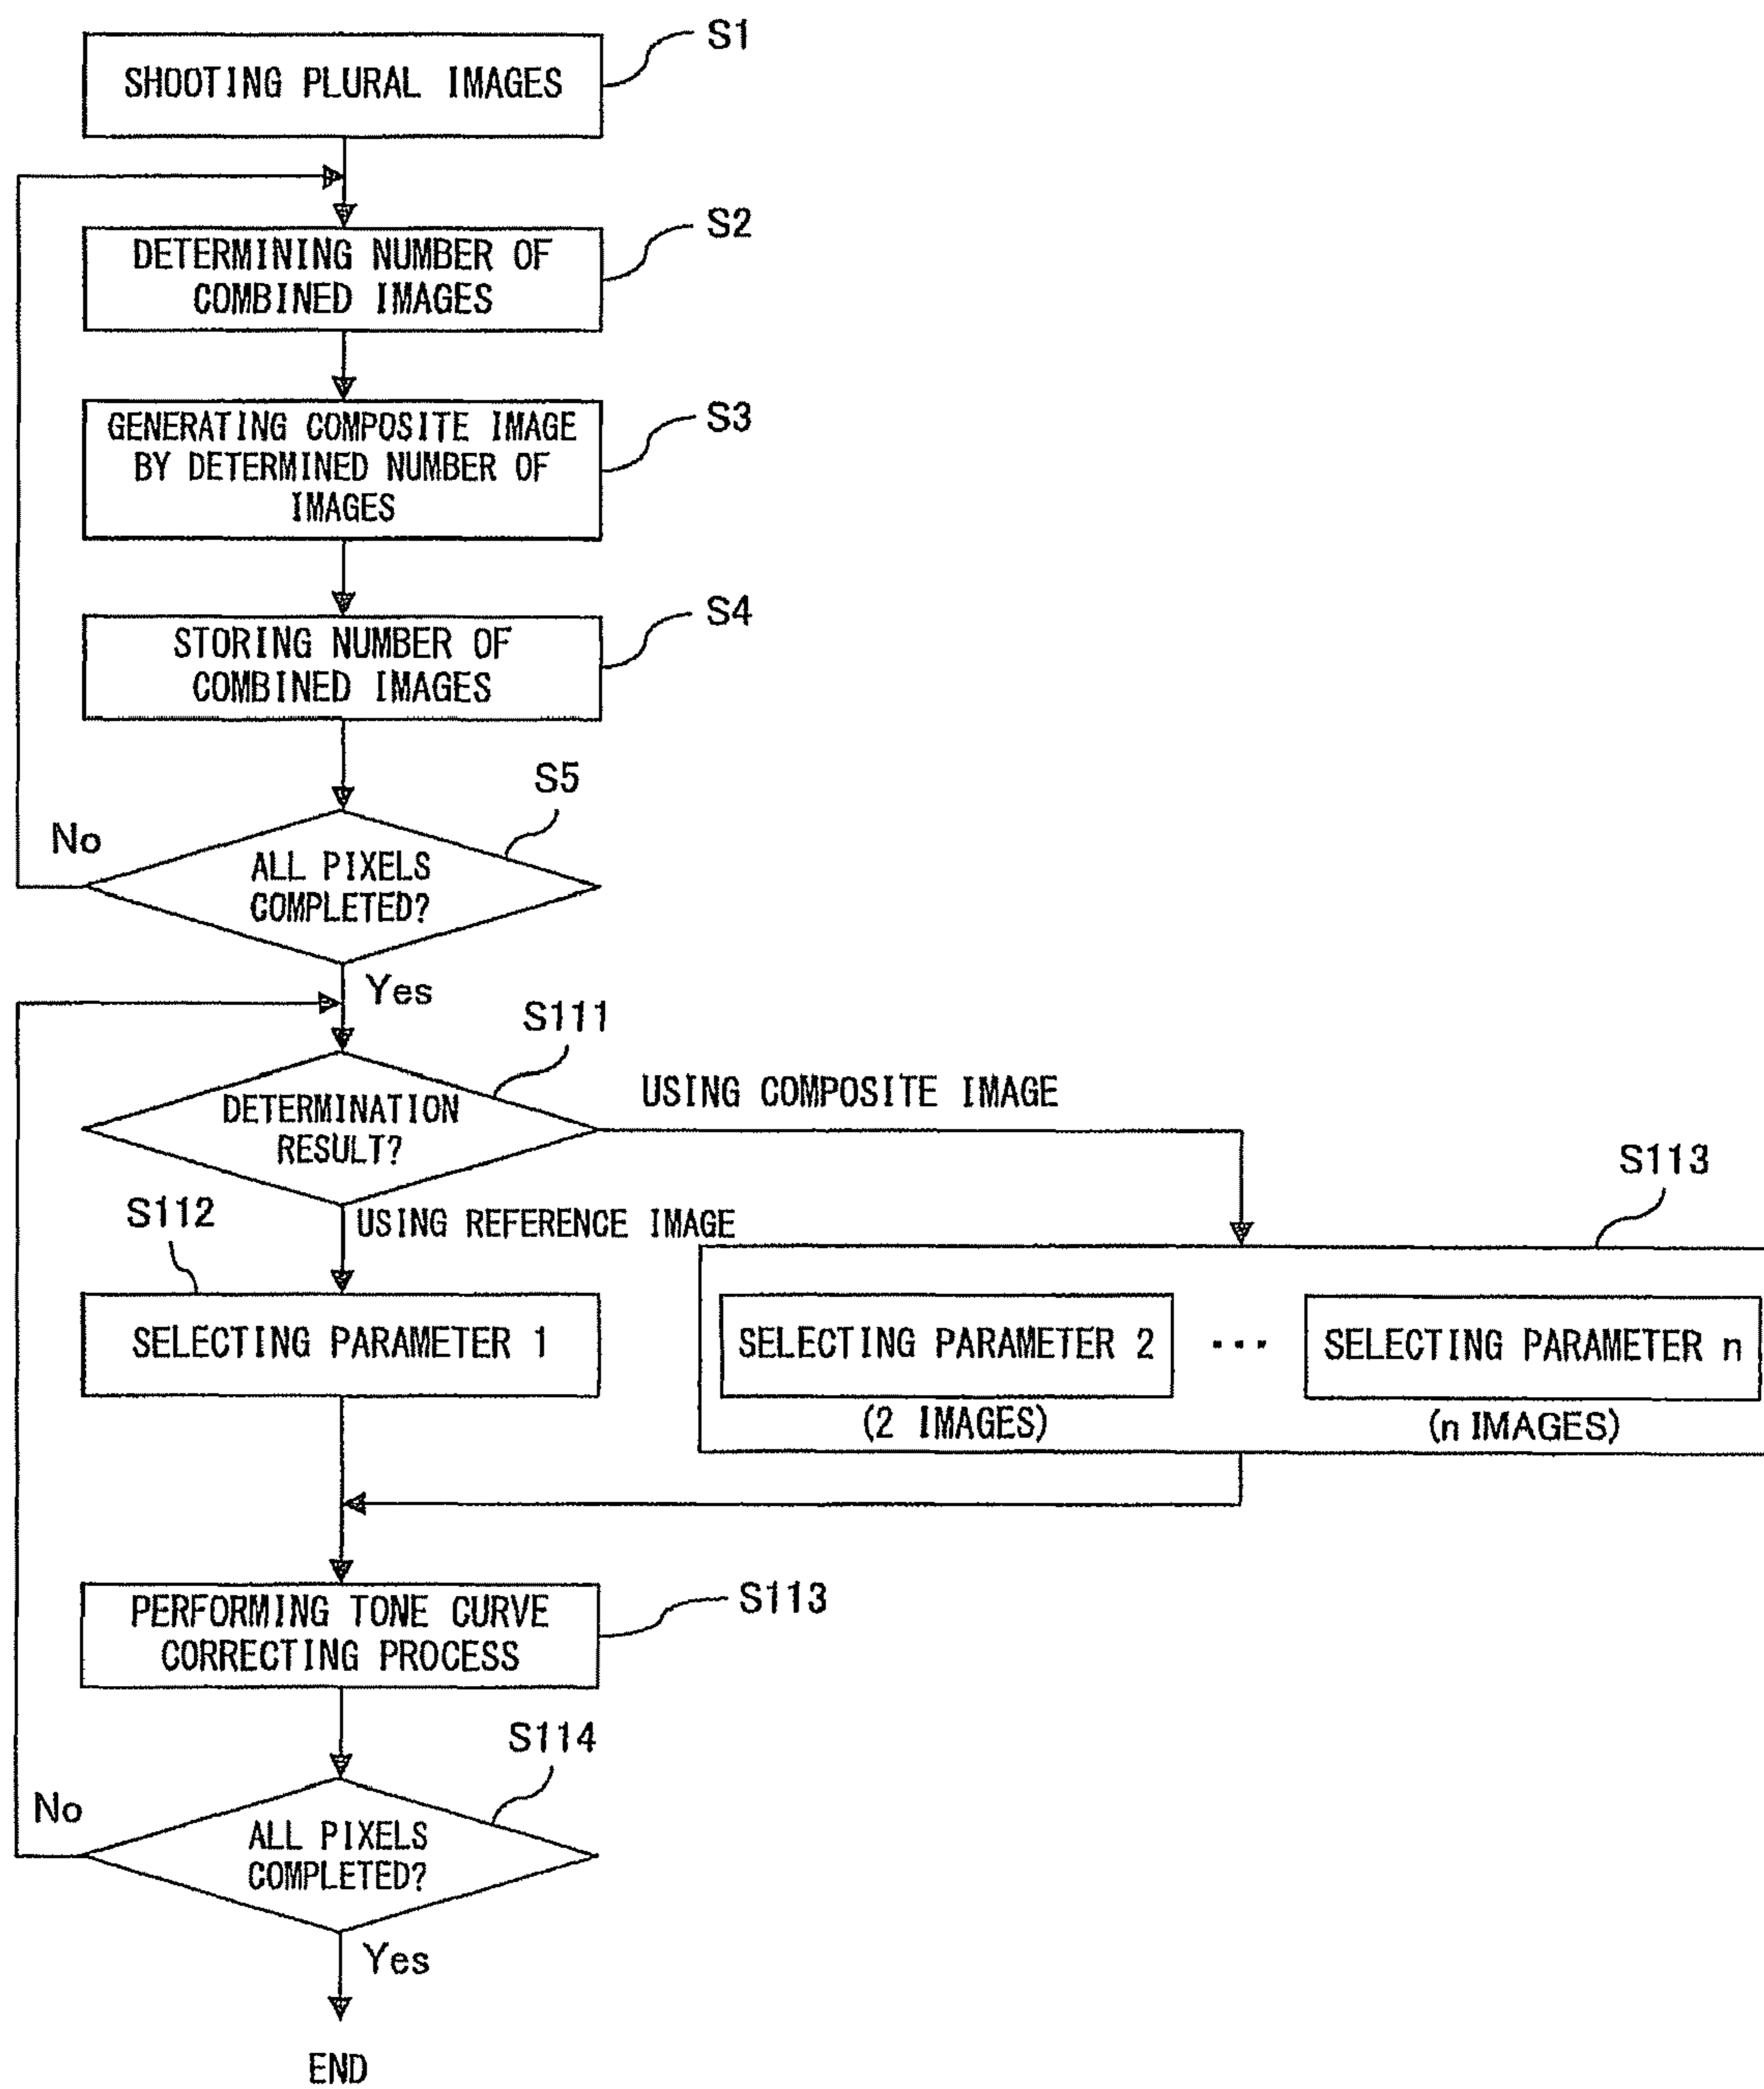 S1
SHOOTING PLURAL IMAGES
S2
DETERMINING NUMBER OF
COMBINED IMAGES
S3
GENERATING COMPOSITE IMAGE
BY DETERMINED NUMBER OF
IMAGES
S4
STORING NUMBER OF
COMBINED IMAGES
S5
No
ALL PIXELS
COMPLETED?
Yes
S111
USING COMPOSITE IMAGE
DETERMINATION
RESULT?
S113
S112
USING REFERENCE IMAGE
SELECTING PARAMETER 1
SELECTING PARAMETER 2
...
SELECTING PARAMETER n
(2 IMAGES)
(n IMAGES)
S113
PERFORMING TONE CURVE
CORRECTING PROCESS
S114
No
ALL PIXELS
COMPLETED?
Yes
END